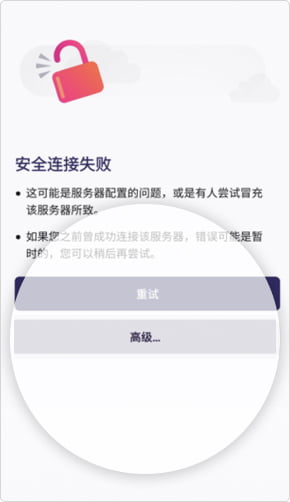 安全连接失败
• 这可能是服务器配置的问题，或是有人尝试冒充
该服务器所致。
• 如果您之前曾成功连接该服务器，错误可能是暂
时的，您可以稍后再尝试。
重试
高级…